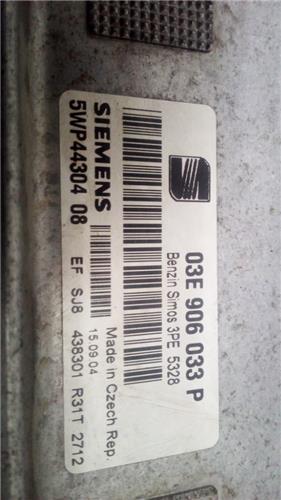 03E 906 033 P
Benzin Simos 3PE 5328
SIEMENS
5WP44304 08
15.09.04
Made in Czech Rep.
EF SJ8 438301 R31T 2712